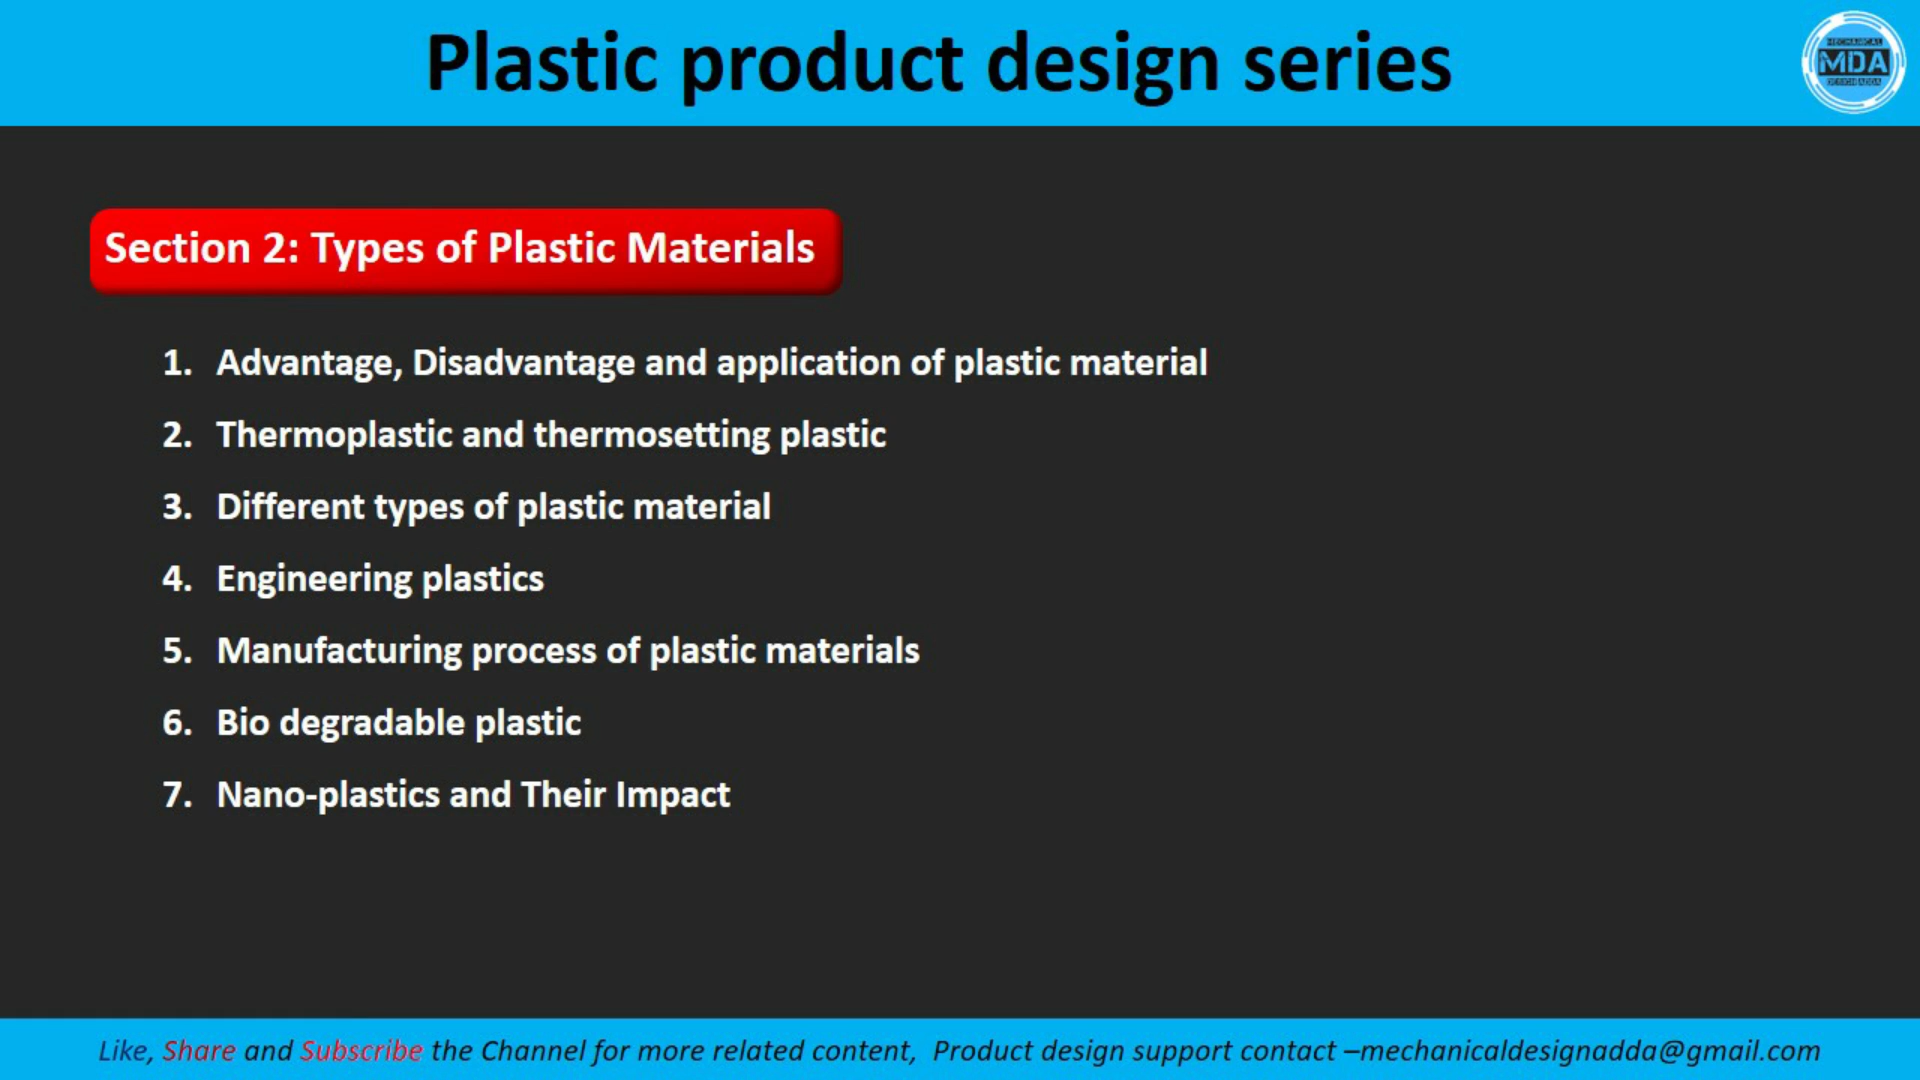 Plastic product design series
MECHANICAL
MDA
DESIGN ADDA
Section 2: Types of Plastic Materials
1. Advantage, Disadvantage and application of plastic material
2. Thermoplastic and thermosetting plastic
3. Different types of plastic material
4. Engineering plastics
5. Manufacturing process of plastic materials
6. Bio degradable plastic
7. Nano-plastics and Their Impact
Like, Share and Subscribe the Channel for more related content, Product design support contact –mechanicaldesignadda@gmail.com